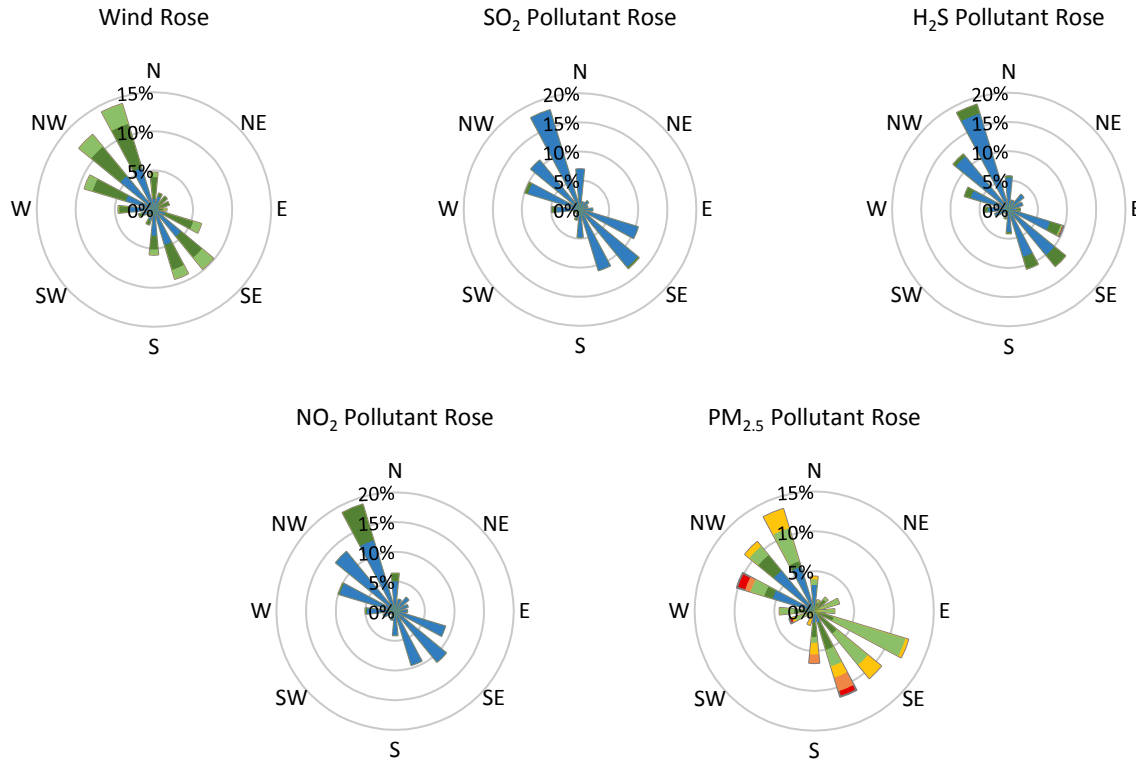 Wind Rose
SO₂ Pollutant Rose
H₂S Pollutant Rose
N
15%
10%
5%
0%
NE
E
SE
S
SW
W
NW
N
20%
15%
10%
5%
0%
NE
E
SE
S
SW
W
NW
N
20%
15%
10%
5%
0%
NE
E
SE
S
SW
W
NW
NO₂ Pollutant Rose
PM₂.₅ Pollutant Rose
N
20%
15%
10%
5%
0%
NE
E
SE
S
SW
W
NW
N
15%
10%
5%
0%
NE
E
SE
S
SW
W
NW